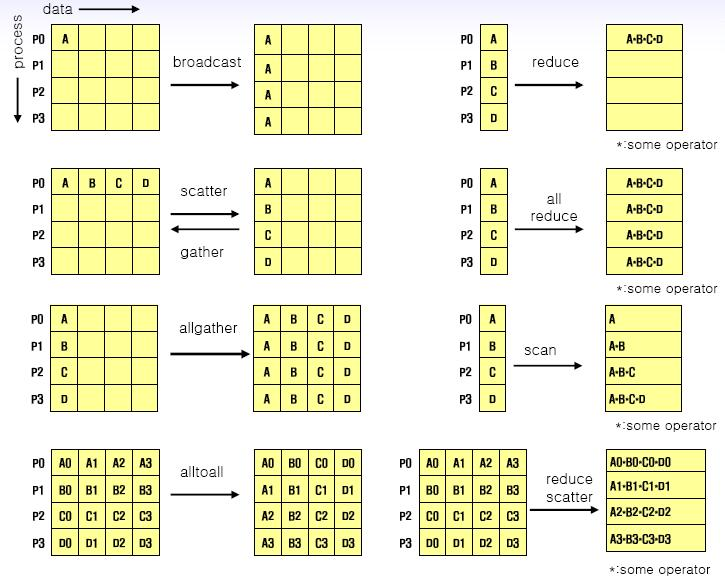 data
process
P0 A
P1
P2
P3
broadcast
A
A
A
A
P0 A
P1 B
P2 C
P3 D
reduce
A*B*C*D
*:some operator
P0 A B C D
P1
P2
P3
scatter
gather
A
B
C
D
P0 A
P1 B
P2 C
P3 D
all
reduce
A*B*C*D
A*B*C*D
A*B*C*D
A*B*C*D
*:some operator
P0 A
P1 B
P2 C
P3 D
allgather
A B C D
A B C D
A B C D
A B C D
P0 A
P1 B
P2 C
P3 D
scan
A
A*B
A*B*C
A*B*C*D
*:some operator
P0 A0 A1 A2 A3
P1 B0 B1 B2 B3
P2 C0 C1 C2 C3
P3 D0 D1 D2 D3
alltoall
A0 B0 C0 D0
A1 B1 C1 D1
A2 B2 C2 D2
A3 B3 C3 D3
P0 A0 A1 A2 A3
P1 B0 B1 B2 B3
P2 C0 C1 C2 C3
P3 D0 D1 D2 D3
reduce
scatter
A0*B0*C0*D0
A1*B1*C1*D1
A2*B2*C2*D2
A3*B3*C3*D3
*:some operator